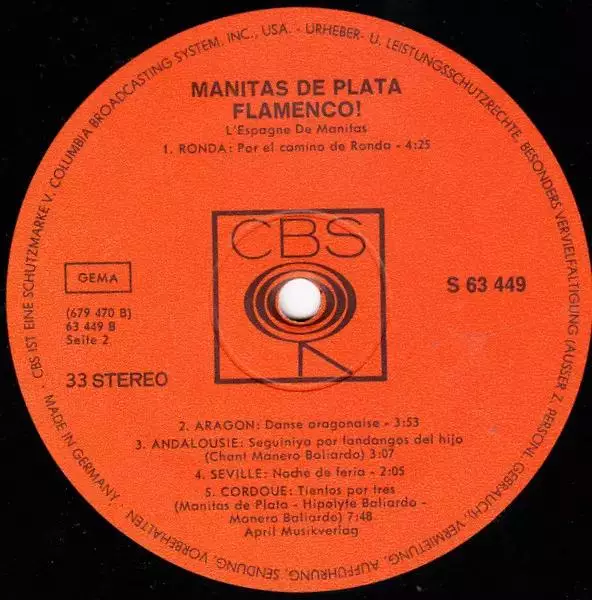 MANITAS DE PLATA
FLAMENCO!
L'Espagne De Manitas
1. RONDA: Por el camino de Ronda - 4:25
CBS
GEMA
S 63 449
(679 470 B)
63 449 B
Seite 2
33 STEREO
2. ARAGON: Danse aragonaise - 3:53
3. ANDALOUSIE: Seguiniya por fandangos del hijo
(Chant Manero Baliardo) 3:07
4. SEVILLE: Noche de feria - 2:05
5. CORDOUE: Tientos por tres
(Manitas de Plata - Hipolyte Baliardo -
Manero Baliardo) 7:48
April Musikverlag
· CBS IST EINE SCHUTZMARKE V. COLUMBIA BROADCASTING SYSTEM, INC., USA. - URHEBER- U. LEISTUNGSSCHUTZRECHTE, BESONDERS VERVIELFÄLTIGUNG (AUSSER Z. PERSÖNL. GEBRAUCH), VERMIETUNG, AUFFÜHRUNG, SENDUNG, VORBEHALTEN · MADE IN GERMANY ·